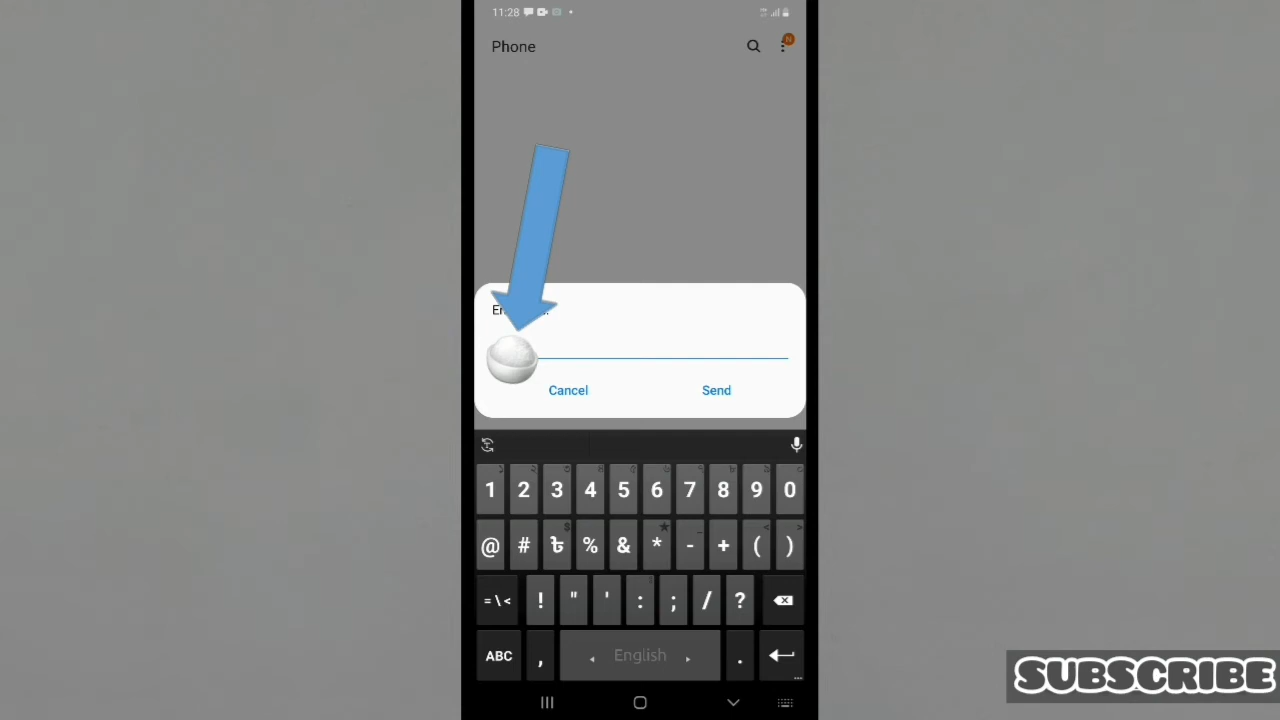 11:28
Phone
N
Cancel
Send
1 2 3 4 5 6 7 8 9 0
@ # ৳ % & * - + ( )
= \ < ! " ' : ; / ?
ABC , English .
SUBSCRIBE